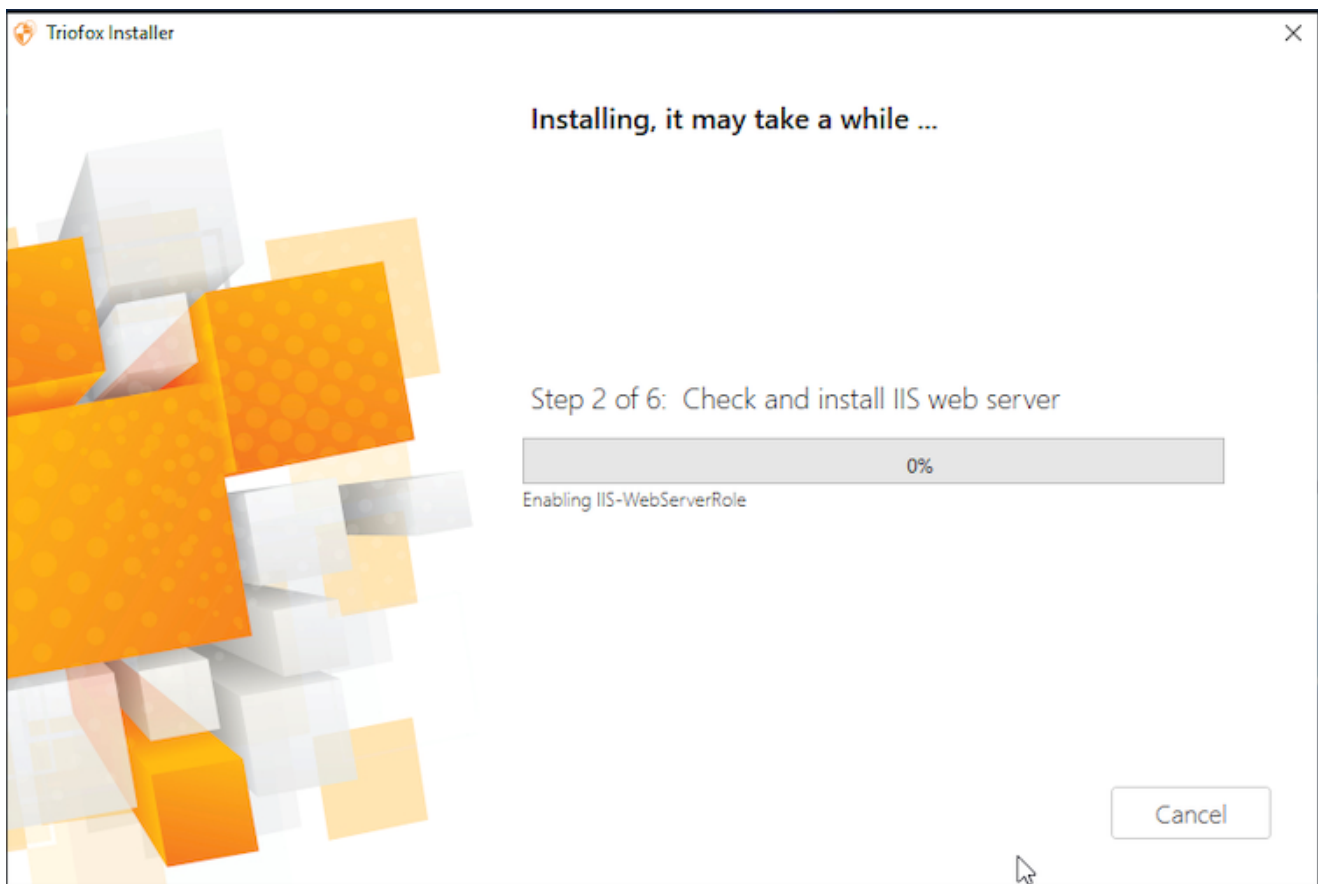 Triofox Installer
Installing, it may take a while ...
Step 2 of 6: Check and install IIS web server
0%
Enabling IIS-WebServerRole
Cancel